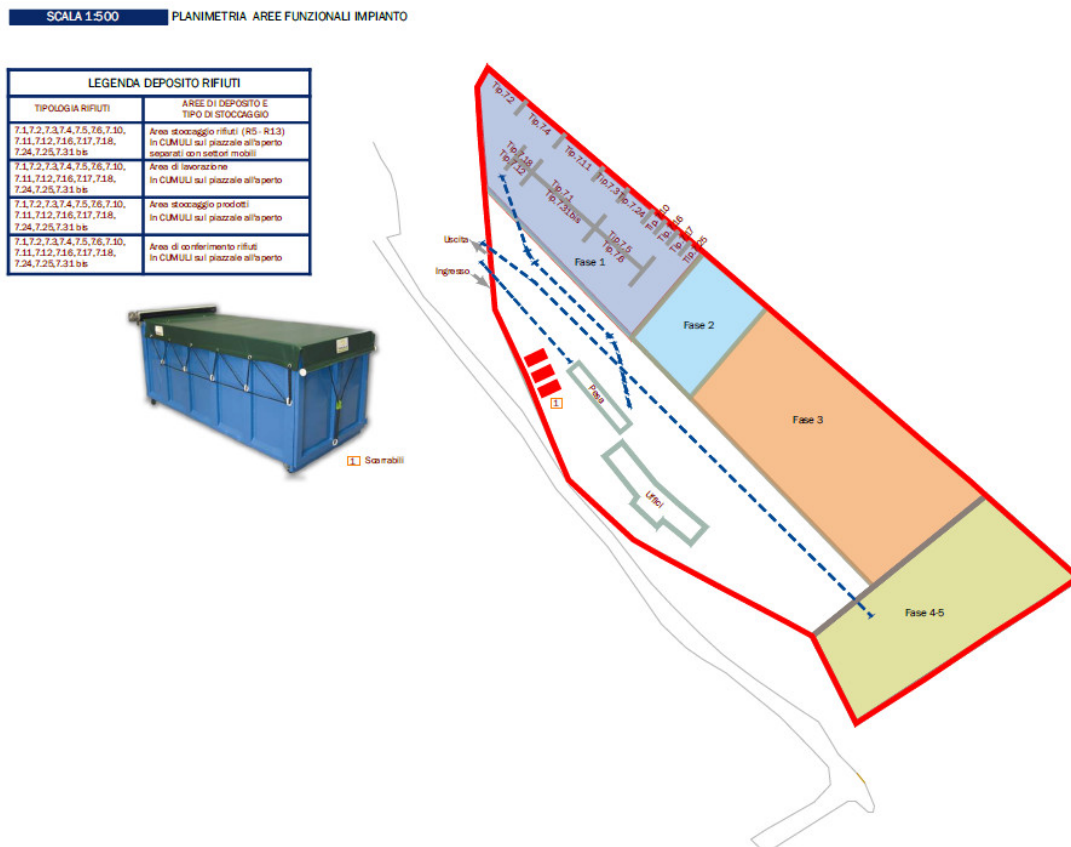 SCALA 1:500 PLANIMETRIA AREE FUNZIONALI IMPIANTO
LEGENDA DEPOSITO RIFIUTI
TIPOLOGIA RIFIUTI
AREE DI DEPOSITO E
TIPO DI STOCCAGGIO
7.1,7.2,7.3,7.4,7.5,7.6,7.10,
7.11,7.12,7.16,7.17,7.18,
7.24,7.25,7.31 bis
Area stoccaggio rifiuti (R5 - R13)
In CUMULI sul piazzale all'aperto
separati con settori mobili
7.1,7.2,7.3,7.4,7.5,7.6,7.10,
7.11,7.12,7.16,7.17,7.18,
7.24,7.25,7.31 bis
Area di lavorazione
In CUMULI sul piazzale all'aperto
7.1,7.2,7.3,7.4,7.5,7.6,7.10,
7.11,7.12,7.16,7.17,7.18,
7.24,7.25,7.31 bis
Area stoccaggio prodotti
In CUMULI sul piazzale all'aperto
7.1,7.2,7.3,7.4,7.5,7.6,7.10,
7.11,7.12,7.16,7.17,7.18,
7.24,7.25,7.31 bis
Area di conferimento rifiuti
In CUMULI sul piazzale all'aperto
1 Scarrabili
Tip.7.2
Tip.7.4
Tip.7.11
Tip.7.3
Tip.7.24
Tip.7.18
Tip.7.12
Tip.7.1
Tip.7.31bis
Tip.7.5
Tip.7.6
Fase 1
Uscita
Ingresso
Fase 2
1
Pesa
Fase 3
Uffici
Fase 4-5